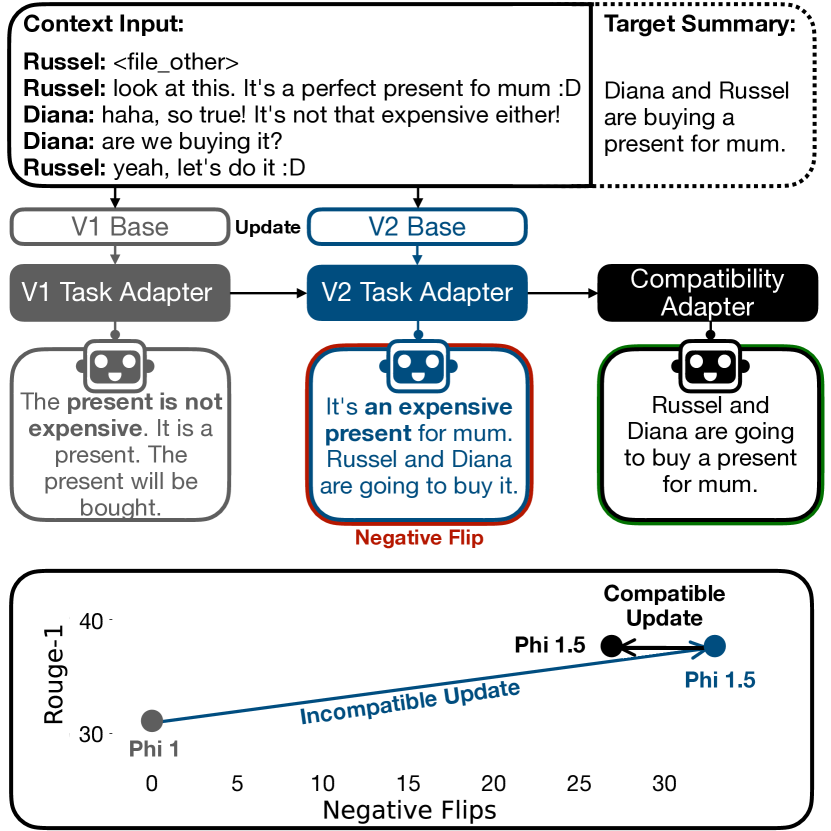 Context Input:
Russel: <file_other>
Russel: look at this. It's a perfect present fo mum :D
Diana: haha, so true! It's not that expensive either!
Diana: are we buying it?
Russel: yeah, let's do it :D
Target Summary:
Diana and Russel
are buying a
present for mum.
V1 Base
Update
V2 Base
V1 Task Adapter
V2 Task Adapter
Compatibility
Adapter
The present is not
expensive. It is a
present. The
present will be
bought.
It's an expensive
present for mum.
Russel and Diana
are going to buy it.
Negative Flip
Russel and
Diana are going
to buy a present
for mum.
Compatible
Update
40
30
Rouge-1
Phi 1.5
Phi 1.5
Incompatible Update
Phi 1
0 5 10 15 20 25 30
Negative Flips